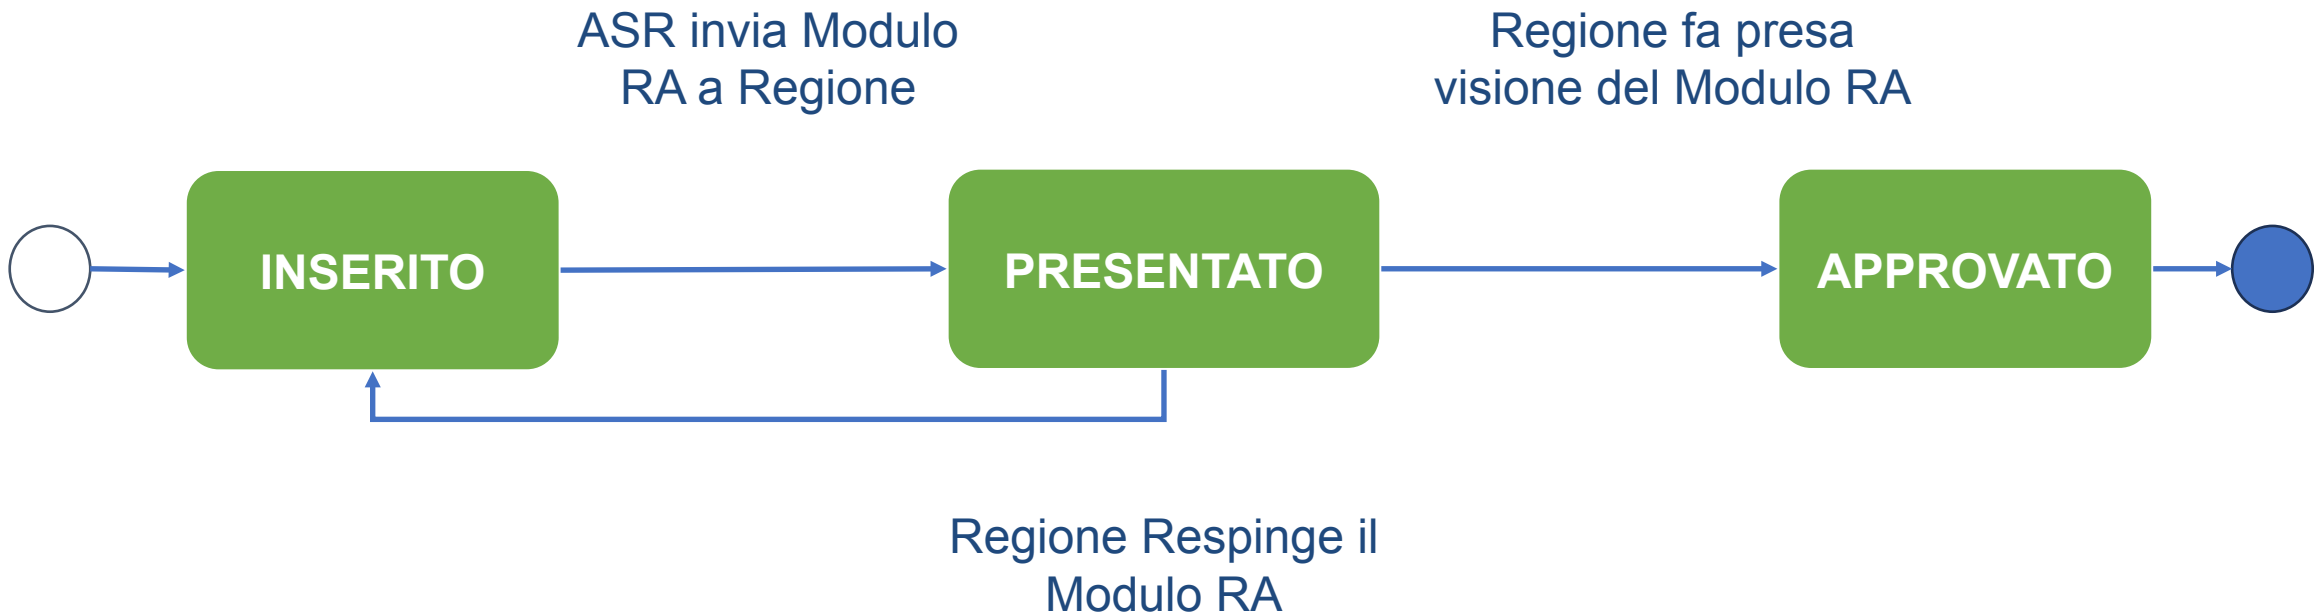 ASR invia Modulo
RA a Regione
Regione fa presa
visione del Modulo RA
INSERITO
PRESENTATO
APPROVATO
Regione Respinge il
Modulo RA